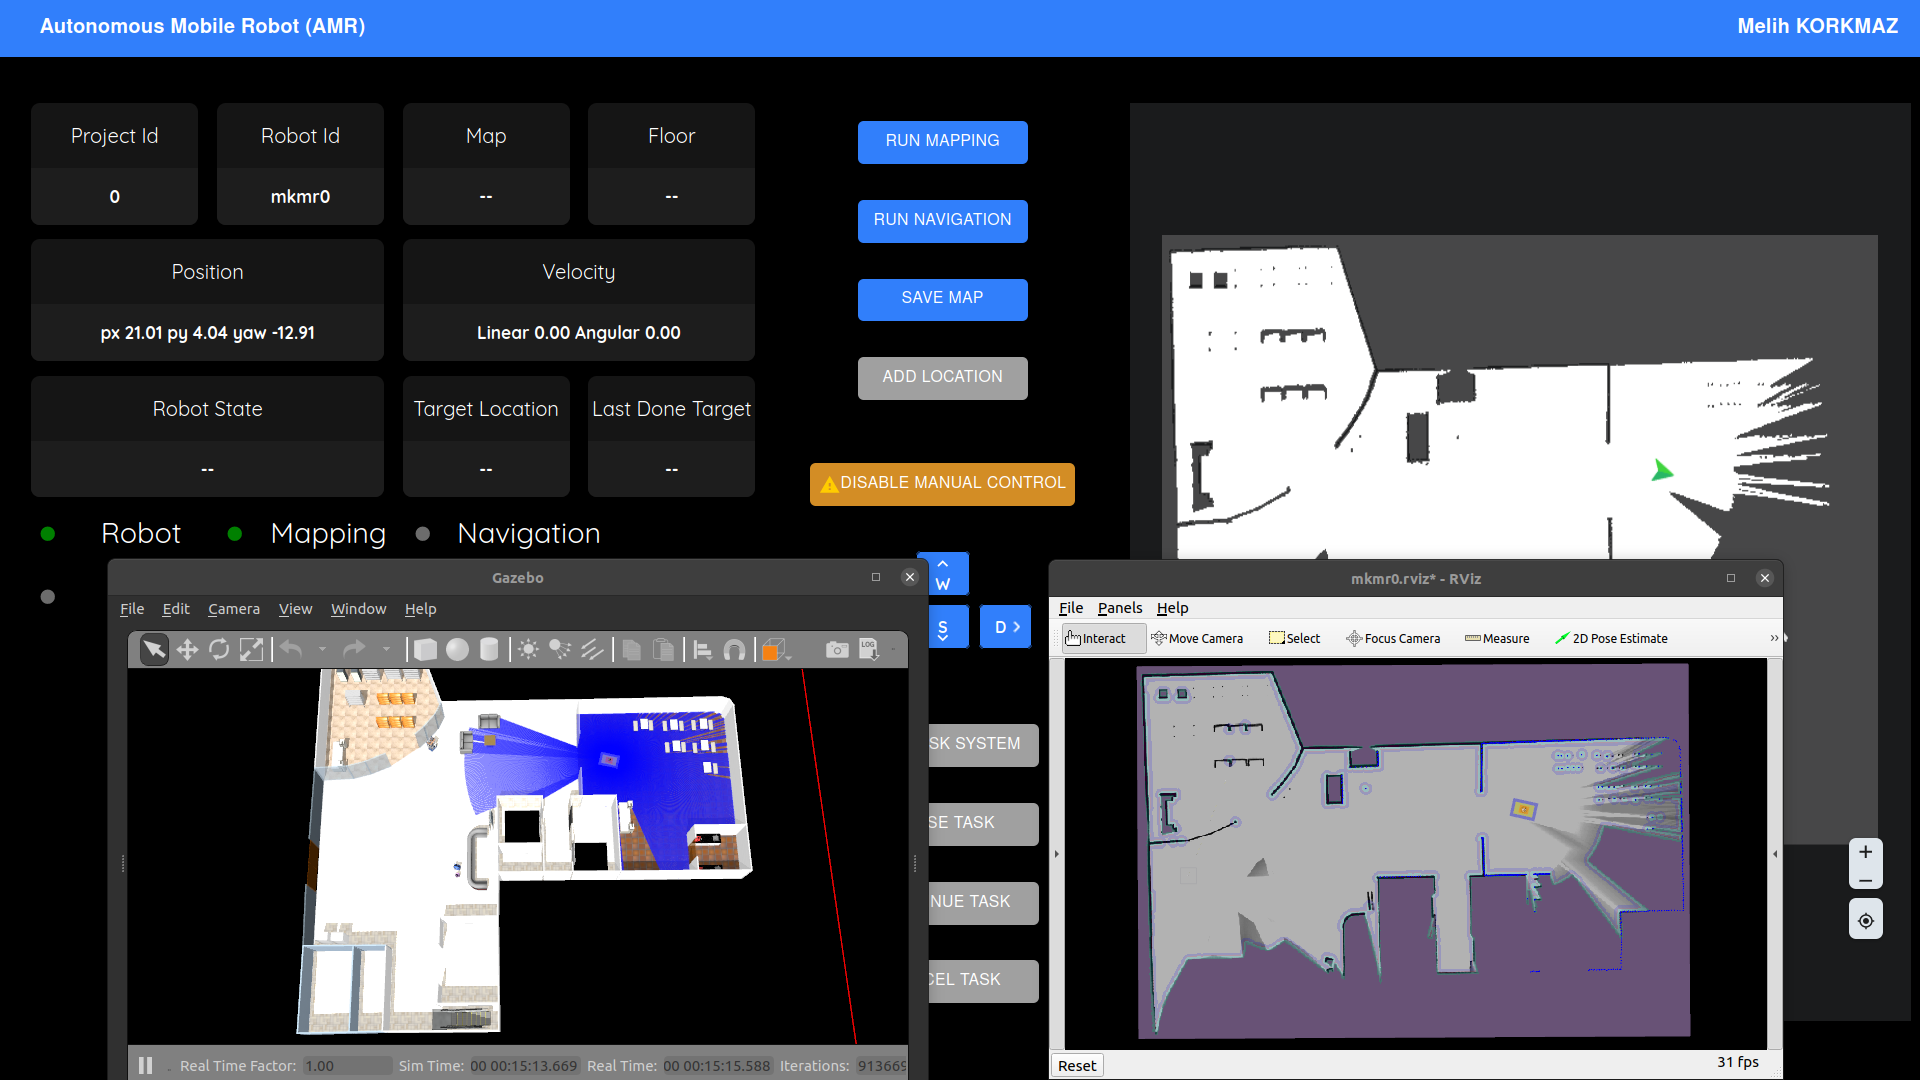 Autonomous Mobile Robot (AMR)
Melih KORKMAZ
Project Id
0
Robot Id
mkmr0
Map
--
Floor
--
Position
px 21.01 py 4.04 yaw -12.91
Velocity
Linear 0.00 Angular 0.00
Robot State
--
Target Location
--
Last Done Target
--
Robot
Mapping
Navigation
RUN MAPPING
RUN NAVIGATION
SAVE MAP
ADD LOCATION
DISABLE MANUAL CONTROL
W
S
D
SK SYSTEM
SE TASK
NUE TASK
CEL TASK
Gazebo
File Edit Camera View Window Help
LOG
Real Time Factor: 1.00 Sim Time: 00 00:15:13.669 Real Time: 00 00:15:15.588 Iterations: 913669
mkmr0.rviz* - RViz
File Panels Help
Interact Move Camera Select Focus Camera Measure 2D Pose Estimate
Reset
31 fps